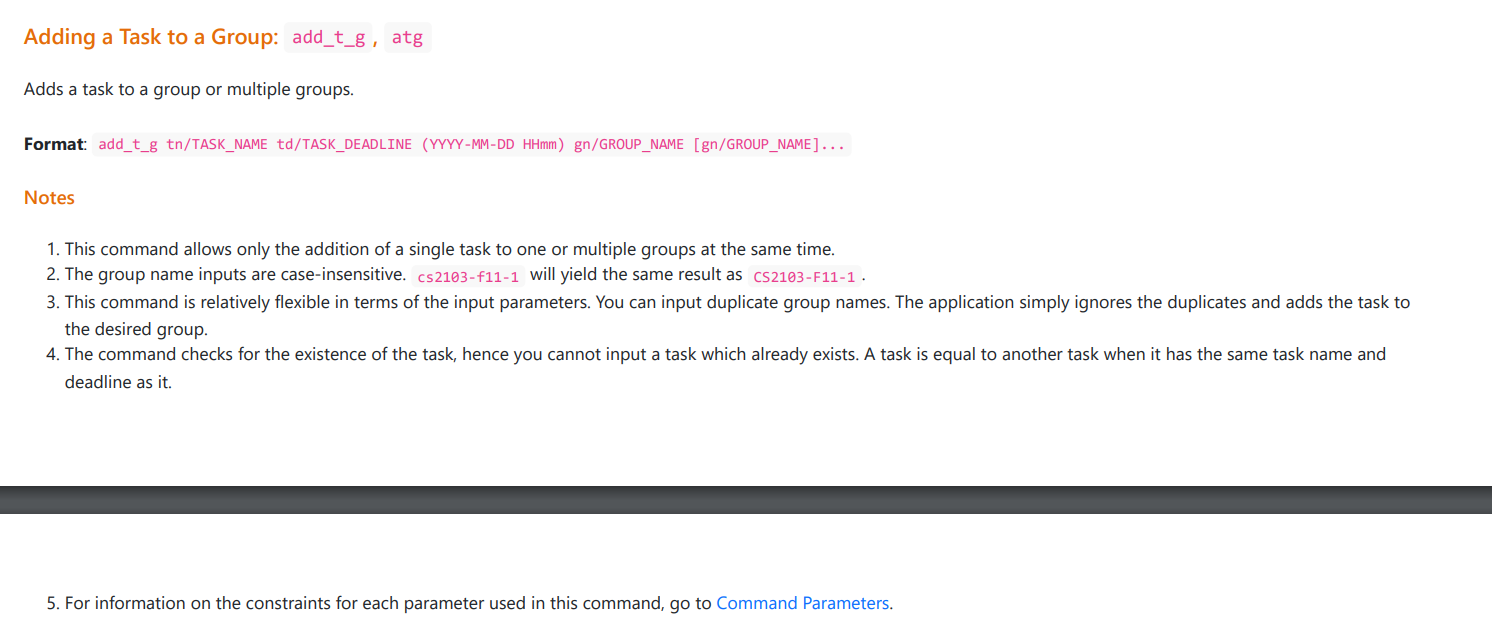 Adding a Task to a Group: add_t_g, atg
Adds a task to a group or multiple groups.
Format: add_t_g tn/TASK_NAME td/TASK_DEADLINE (YYYY-MM-DD HHmm) gn/GROUP_NAME [gn/GROUP_NAME]...
Notes
1. This command allows only the addition of a single task to one or multiple groups at the same time.
2. The group name inputs are case-insensitive. cs2103-f11-1 will yield the same result as CS2103-F11-1.
3. This command is relatively flexible in terms of the input parameters. You can input duplicate group names. The application simply ignores the duplicates and adds the task to
the desired group.
4. The command checks for the existence of the task, hence you cannot input a task which already exists. A task is equal to another task when it has the same task name and
deadline as it.
5. For information on the constraints for each parameter used in this command, go to Command Parameters.